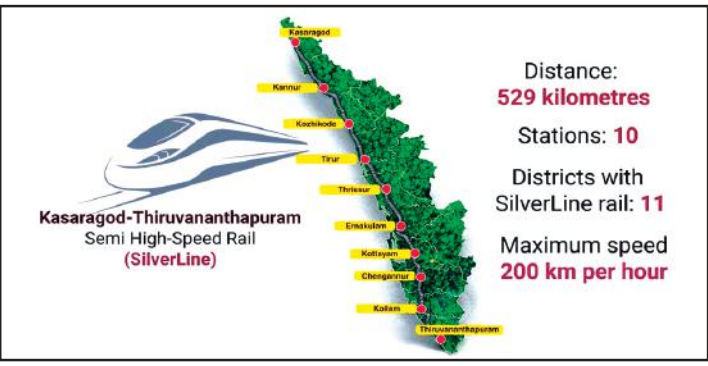 Kasaragod
Kannur
Kozhikode
Tirur
Thrissur
Ernakulam
Kottayam
Chengannur
Kollam
Thiruvananthapuram
Kasaragod-Thiruvananthapuram
Semi High-Speed Rail
(SilverLine)
Distance:
529 kilometres
Stations: 10
Districts with
SilverLine rail: 11
Maximum speed
200 km per hour